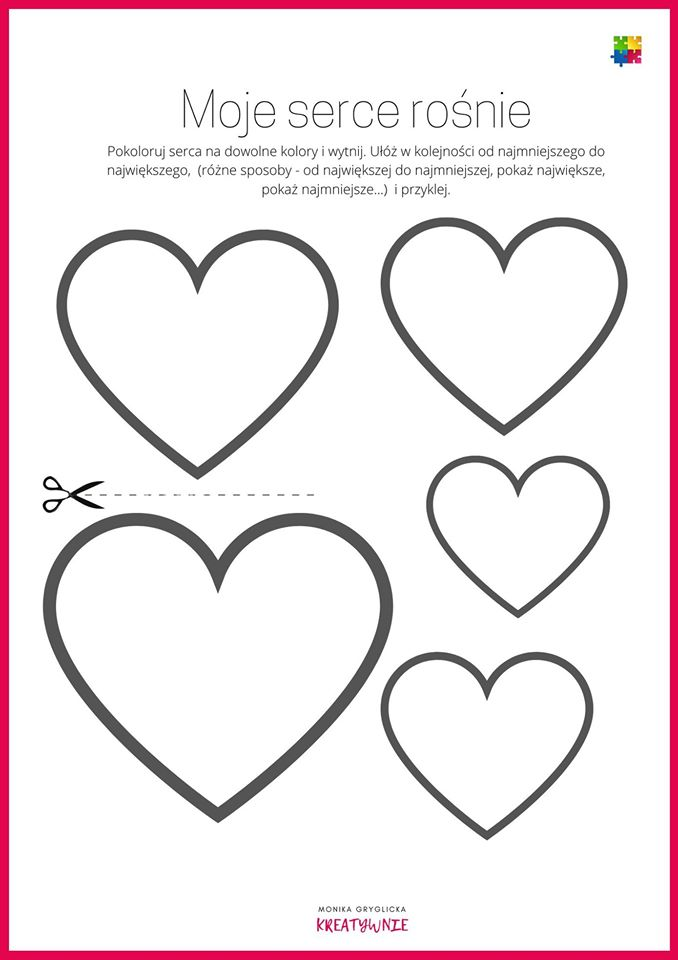 Moje serce rośnie
Pokoloruj serca na dowolne kolory i wytnij. Ułóż w kolejności od najmniejszego do
największego, (różne sposoby - od największej do najmniejszej, pokaż największe,
pokaż najmniejsze...) i przyklej.
MONIKA GRYGLICKA
KREATYWNIE